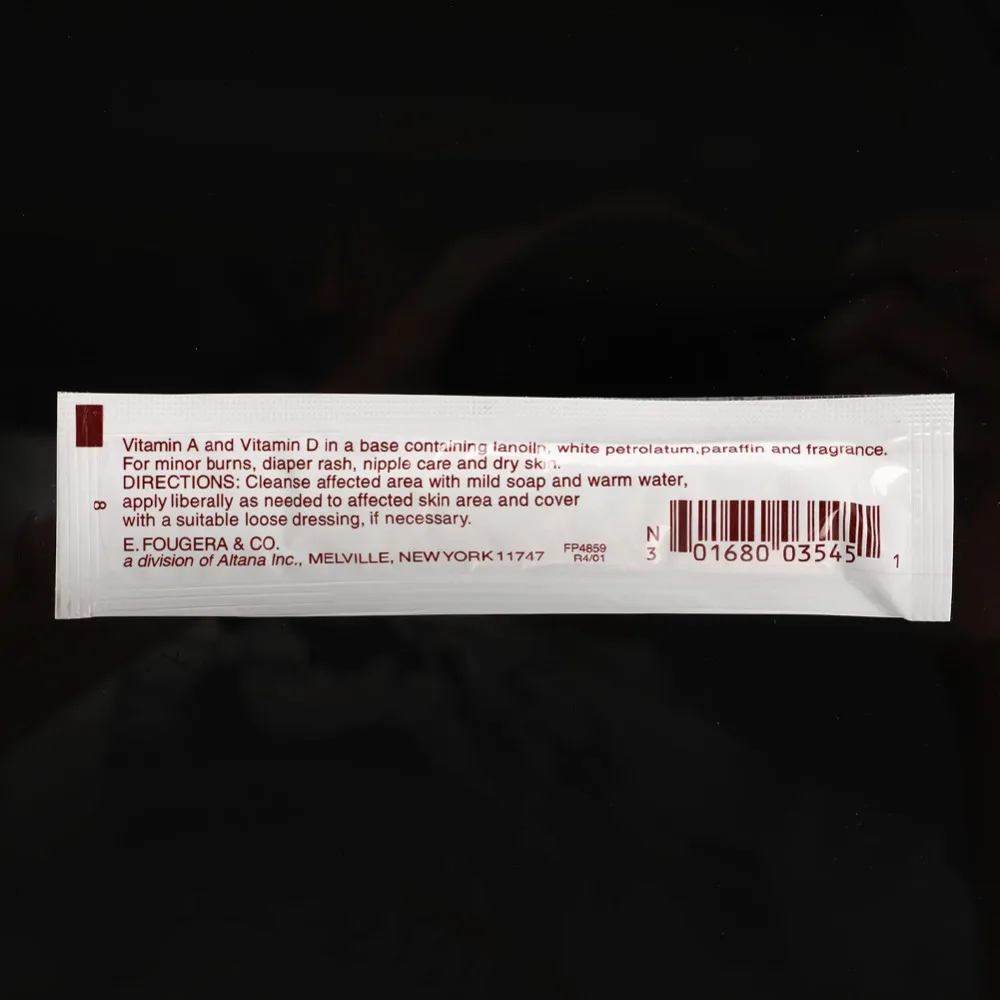 Vitamin A and Vitamin D in a base containing lanolin, white petrolatum, paraffin and fragrance.
For minor burns, diaper rash, nipple care and dry skin.
DIRECTIONS: Cleanse affected area with mild soap and warm water,
apply liberally as needed to affected skin area and cover
with a suitable loose dressing, if necessary.
E. FOUGERA & CO.
a division of Altana Inc., MELVILLE, NEW YORK 11747
FP4859
R4/01
N
3
01680 03545
1
8